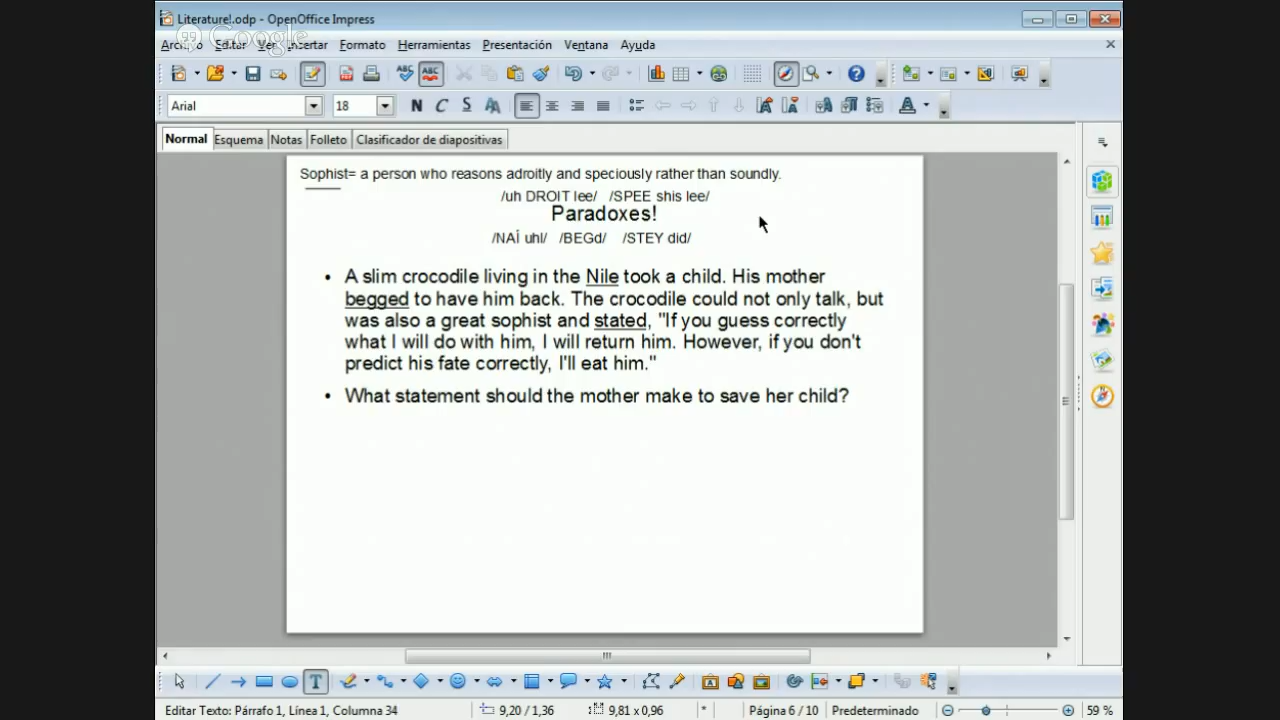 Literature!.odp - OpenOffice Impress
Google
Archivo Editar Ver Insertar Formato Herramientas Presentación Ventana Ayuda
Arial 18 N C S
Normal Esquema Notas Folleto Clasificador de diapositivas
Sophist= a person who reasons adroitly and speciously rather than soundly.
/uh DROIT lee/ /SPEE shis lee/
Paradoxes!
/NAÍ uhl/ /BEGd/ /STEY did/
• A slim crocodile living in the Nile took a child. His mother
begged to have him back. The crocodile could not only talk, but
was also a great sophist and stated, "If you guess correctly
what I will do with him, I will return him. However, if you don't
predict his fate correctly, I'll eat him."
• What statement should the mother make to save her child?
Editar Texto: Párrafo 1, Línea 1, Columna 34 9,20 / 1,36 9,81 x 0,96 * Página 6 / 10 Predeterminado 59 %